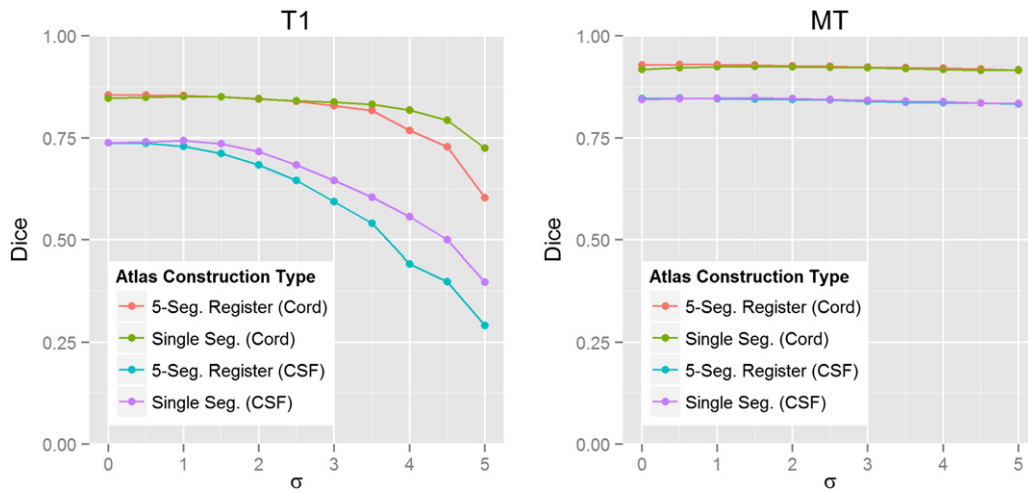 T1
1.00
0.75
0.50
0.25
0.00
Dice
Atlas Construction Type
5-Seg. Register (Cord)
Single Seg. (Cord)
5-Seg. Register (CSF)
Single Seg. (CSF)
0 1 2 3 4 5
σ
MT
1.00
0.75
0.50
0.25
0.00
Dice
Atlas Construction Type
5-Seg. Register (Cord)
Single Seg. (Cord)
5-Seg. Register (CSF)
Single Seg. (CSF)
0 1 2 3 4 5
σ